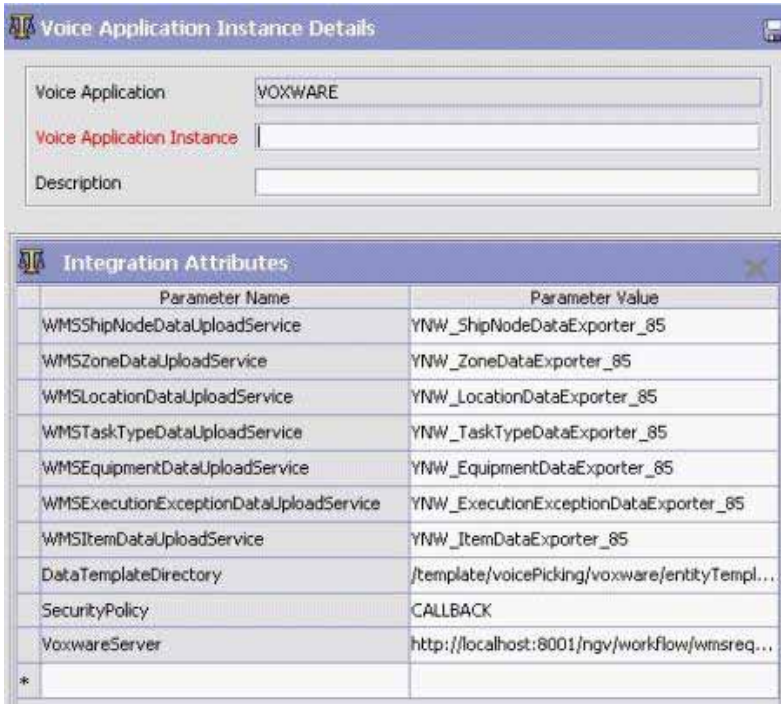 Voice Application Instance Details
Voice Application VOXWARE
Voice Application Instance
Description
Integration Attributes
Parameter Name Parameter Value
WMSShipNodeDataUploadService YNW_ShipNodeDataExporter_85
WMSZoneDataUploadService YNW_ZoneDataExporter_85
WMSLocationDataUploadService YNW_LocationDataExporter_85
WMSTaskTypeDataUploadService YNW_TaskTypeDataExporter_85
WMSEquipmentDataUploadService YNW_EquipmentDataExporter_85
WMSExecutionExceptionDataUploadService YNW_ExecutionExceptionDataExporter_85
WMSItemDataUploadService YNW_ItemDataExporter_85
DataTemplateDirectory /template/voicePicking/voxware/entityTempl...
SecurityPolicy CALLBACK
VoxwareServer http://localhost:8001/ngv/workflow/wmsreq...
*